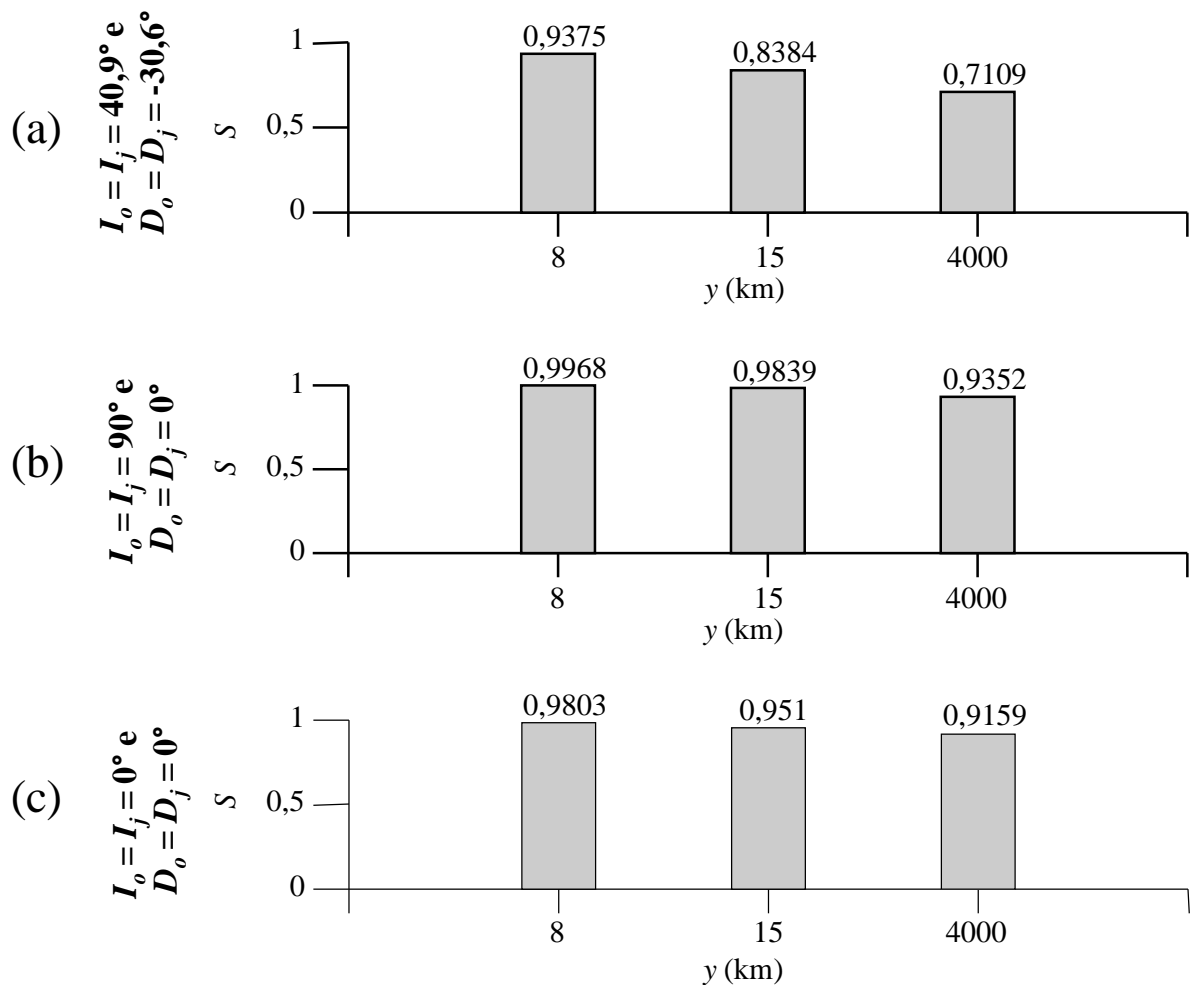 (a)
I_o = I_j = 40,9° e
D_o = D_j = -30,6°
S
1
0,5
0
0,9375
0,8384
0,7109
8
15
4000
y (km)
(b)
I_o = I_j = 90° e
D_o = D_j = 0°
S
1
0,5
0
0,9968
0,9839
0,9352
8
15
4000
y (km)
(c)
I_o = I_j = 0° e
D_o = D_j = 0°
S
1
0,5
0
0,9803
0,951
0,9159
8
15
4000
y (km)